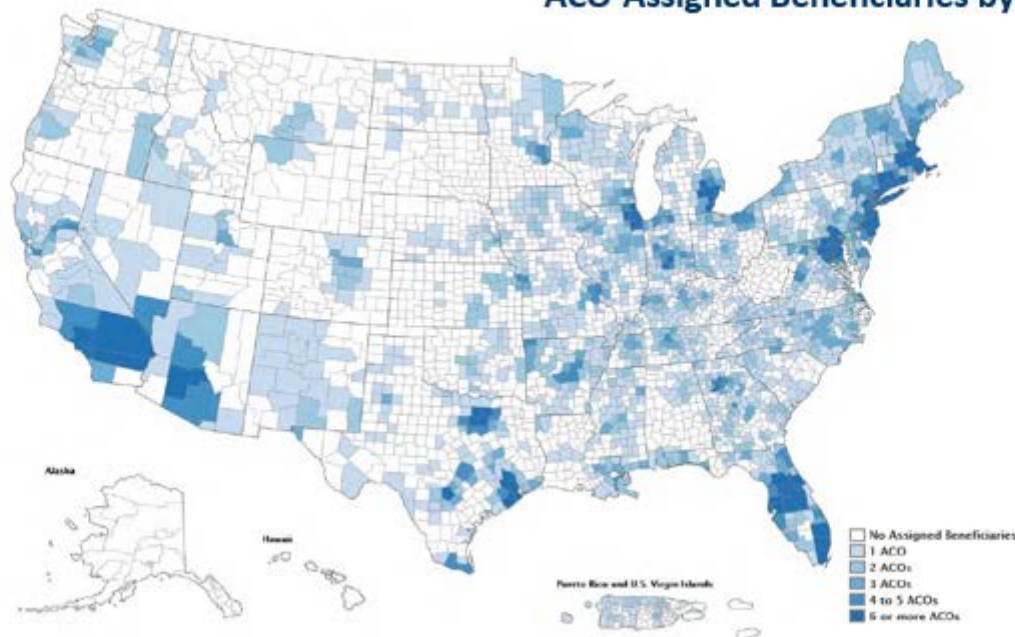 ACO-Assigned Beneficiaries by
Alaska
Hawaii
Puerto Rico and U.S. Virgin Islands
No Assigned Beneficiaries
1 ACO
2 ACOs
3 ACOs
4 to 5 ACOs
6 or more ACOs